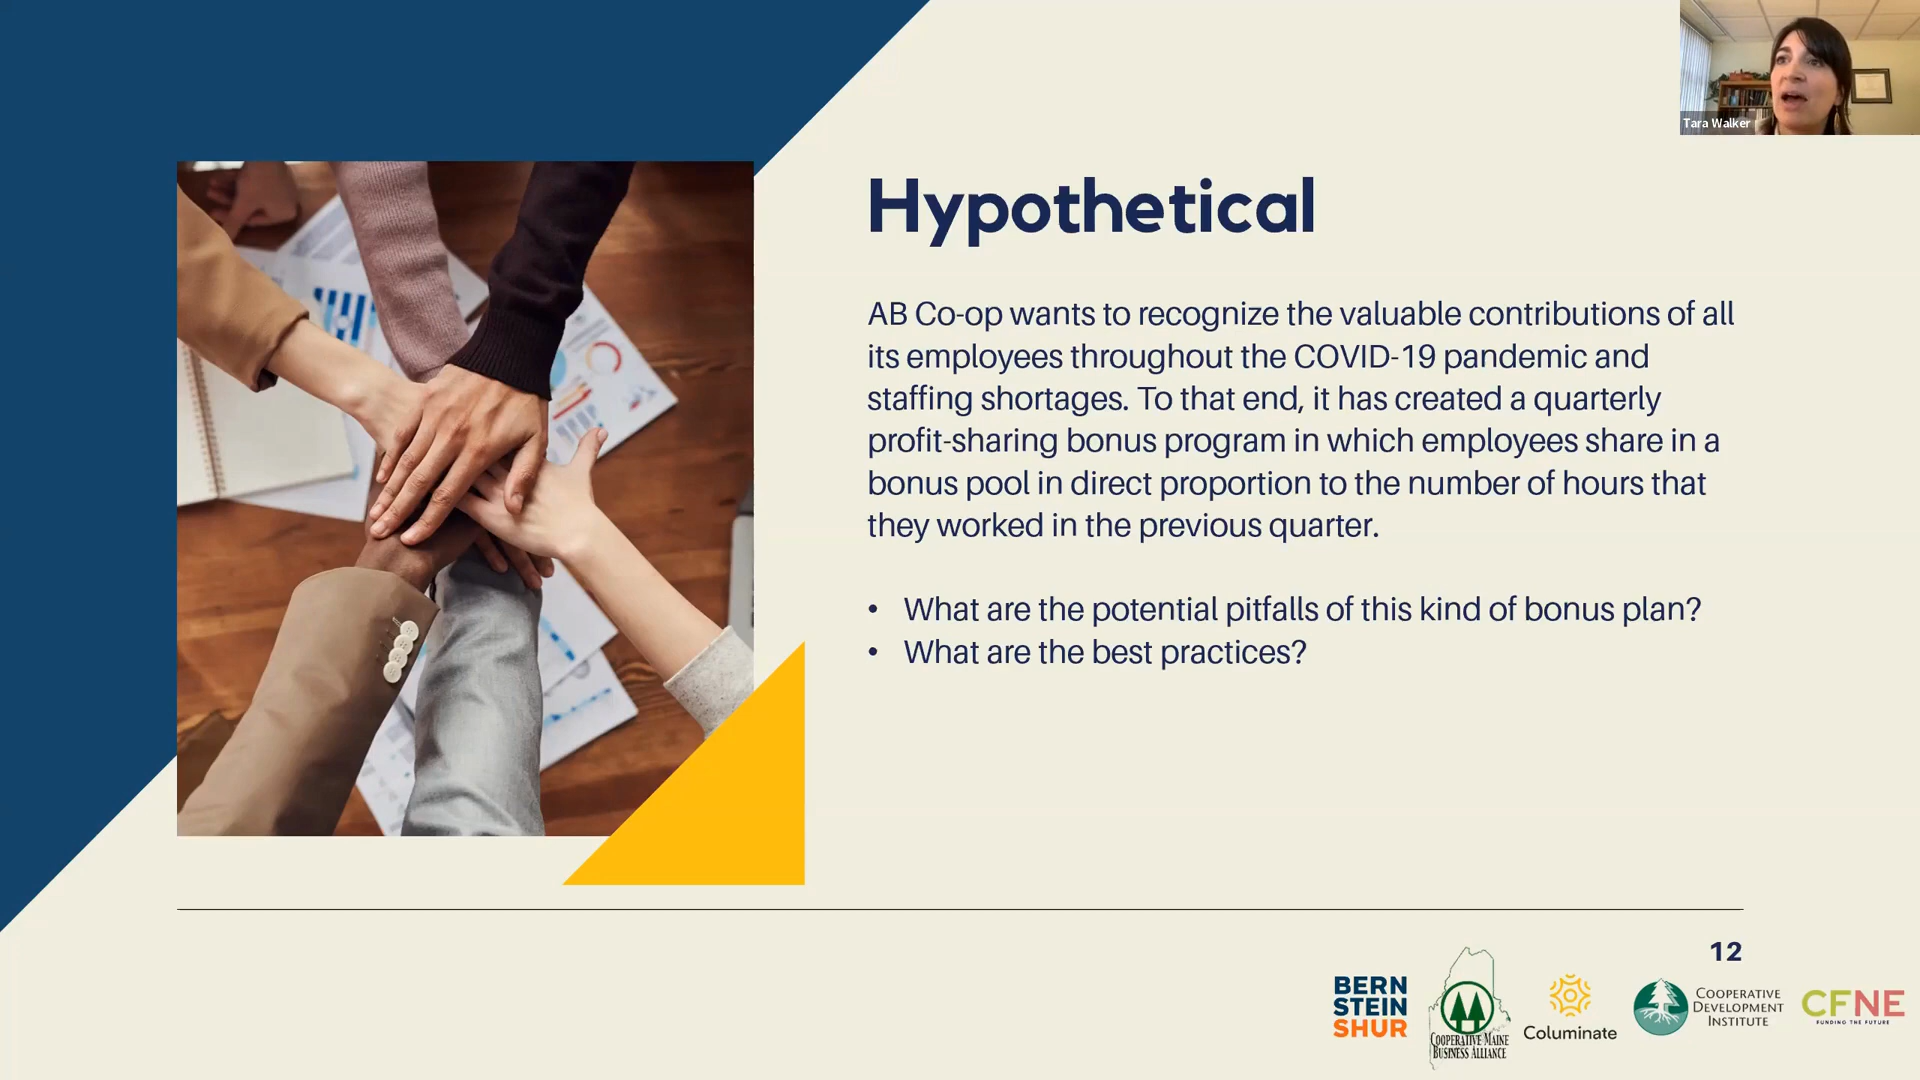 Tara Walker
Hypothetical
AB Co-op wants to recognize the valuable contributions of all
its employees throughout the COVID-19 pandemic and
staffing shortages. To that end, it has created a quarterly
profit-sharing bonus program in which employees share in a
bonus pool in direct proportion to the number of hours that
they worked in the previous quarter.
• What are the potential pitfalls of this kind of bonus plan?
• What are the best practices?
12
BERN
STEIN
SHUR
COOPERATIVE MAINE
BUSINESS ALLIANCE
Columinate
COOPERATIVE
DEVELOPMENT
INSTITUTE
CFNE
FUNDING THE FUTURE